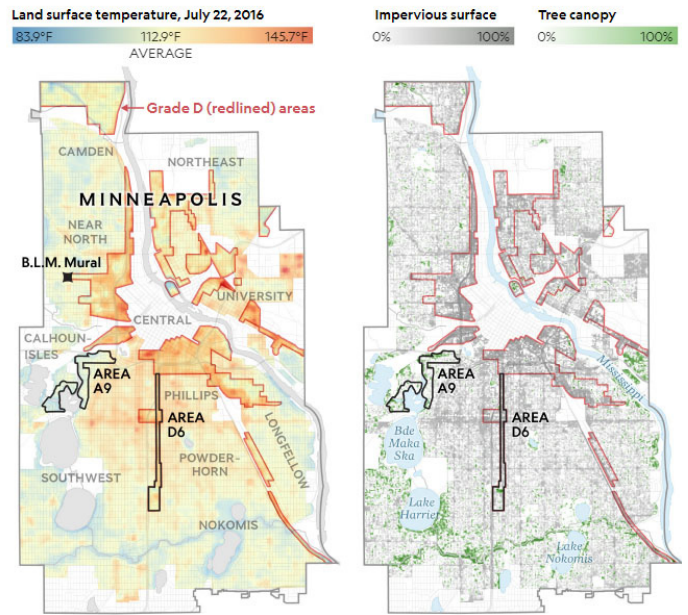 Land surface temperature, July 22, 2016
83.9°F 112.9°F 145.7°F
AVERAGE
Impervious surface
0% 100%
Tree canopy
0% 100%
Grade D (redlined) areas
CAMDEN
NORTHEAST
MINNEAPOLIS
NEAR
NORTH
B.L.M. Mural
UNIVERSITY
CENTRAL
CALHOUN-
ISLES
AREA
A9
PHILLIPS
AREA
D6
LONGFELLOW
POWDER-
HORN
SOUTHWEST
NOKOMIS
Mississippi
AREA
A9
AREA
D6
Bde
Maka
Ska
Lake
Harriet
Lake
Nokomis